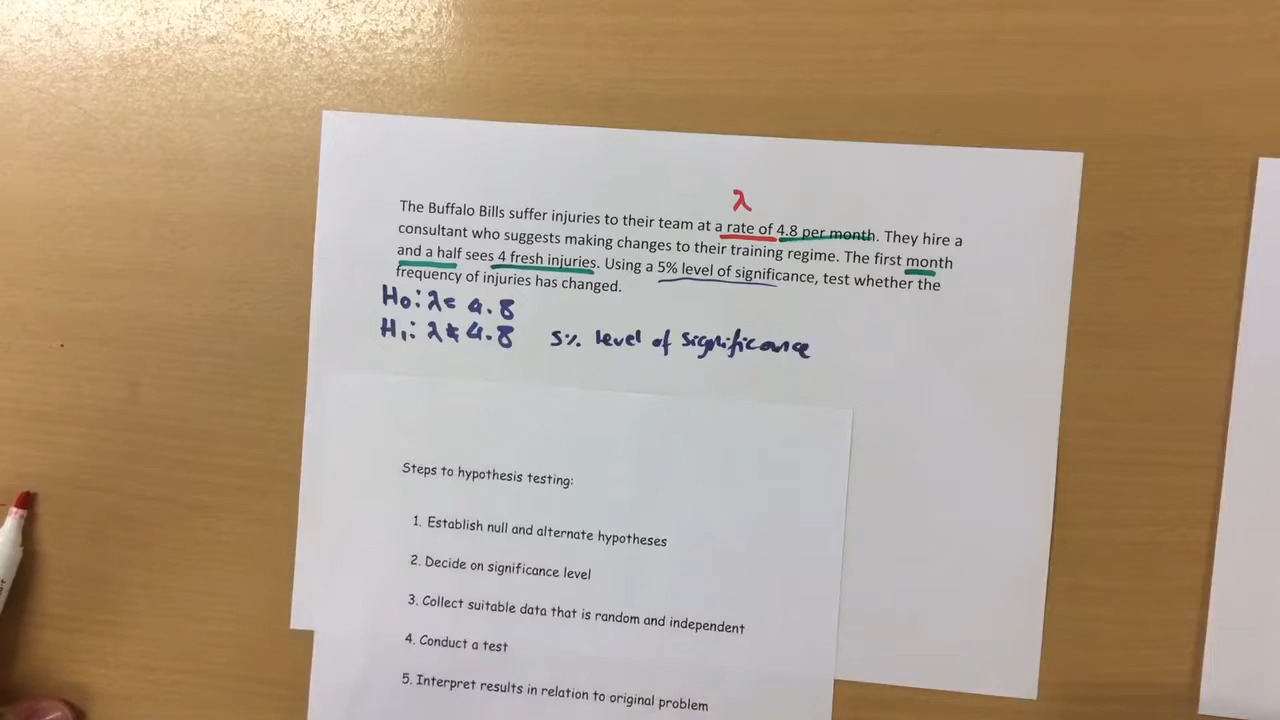 λ
The Buffalo Bills suffer injuries to their team at a rate of 4.8 per month. They hire a
consultant who suggests making changes to their training regime. The first month
and a half sees 4 fresh injuries. Using a 5% level of significance, test whether the
frequency of injuries has changed.
H₀: λ = 4.8
H₁: λ ≠ 4.8 5% level of significance
Steps to hypothesis testing:
1. Establish null and alternate hypotheses
2. Decide on significance level
3. Collect suitable data that is random and independent
4. Conduct a test
5. Interpret results in relation to original problem